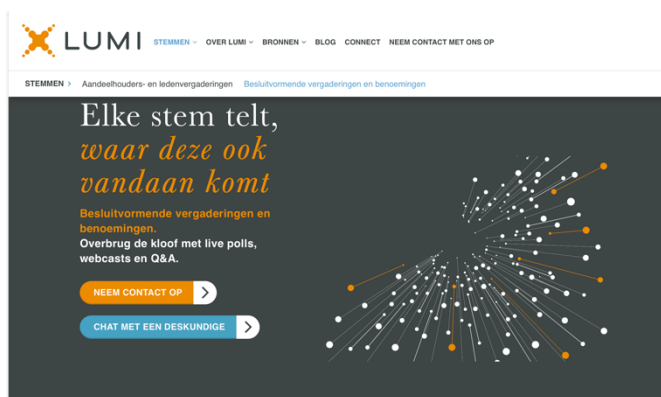 LUMI
STEMMEN OVER LUMI BRONNEN BLOG CONNECT NEEM CONTACT MET ONS OP
STEMMEN > Aandeelhouders- en ledenvergaderingen Besluitvormende vergaderingen en benoemingen
Elke stem telt,
waar deze ook
vandaan komt
Besluitvormende vergaderingen en
benoemingen.
Overbrug de kloof met live polls,
webcasts en Q&A.
NEEM CONTACT OP
CHAT MET EEN DESKUNDIGE